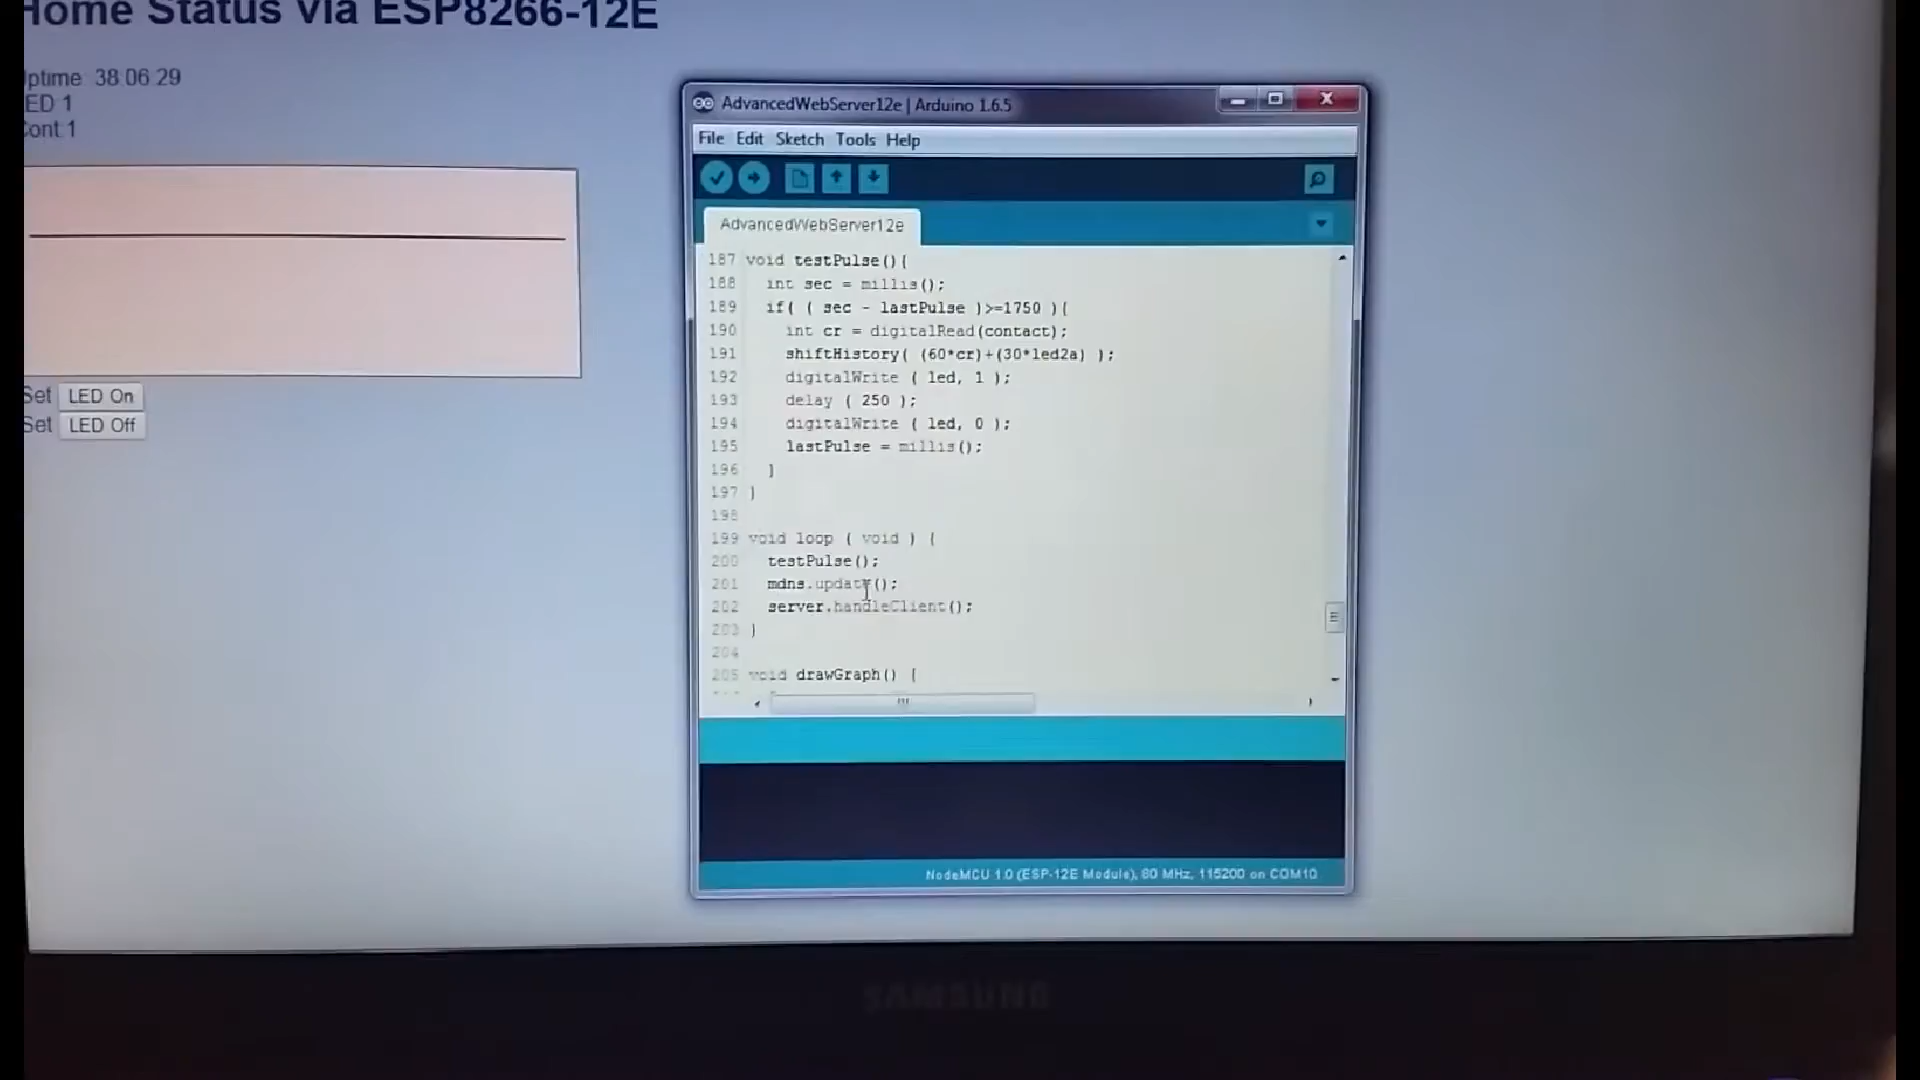 Home Status via ESP8266-12E
Uptime: 38:06:29
LED 1
Cont:1
Set LED On
Set LED Off
AdvancedWebServer12e | Arduino 1.6.5
File Edit Sketch Tools Help
AdvancedWebServer12e
187 void testPulse(){
188 int sec = millis();
189 if( ( sec - lastPulse )>=1750 ){
190 int cr = digitalRead(contact);
191 shiftHistory( (60*cr)+(30*led2a) );
192 digitalWrite ( led, 1 );
193 delay ( 250 );
194 digitalWrite ( led, 0 );
195 lastPulse = millis();
196 }
197 }
198
199 void loop ( void ) {
200 testPulse();
201 mdns.update();
202 server.handleClient();
203 }
204
205 void drawGraph() {
NodeMCU 1.0 (ESP-12E Module), 80 MHz, 115200 on COM10
SAMSUNG